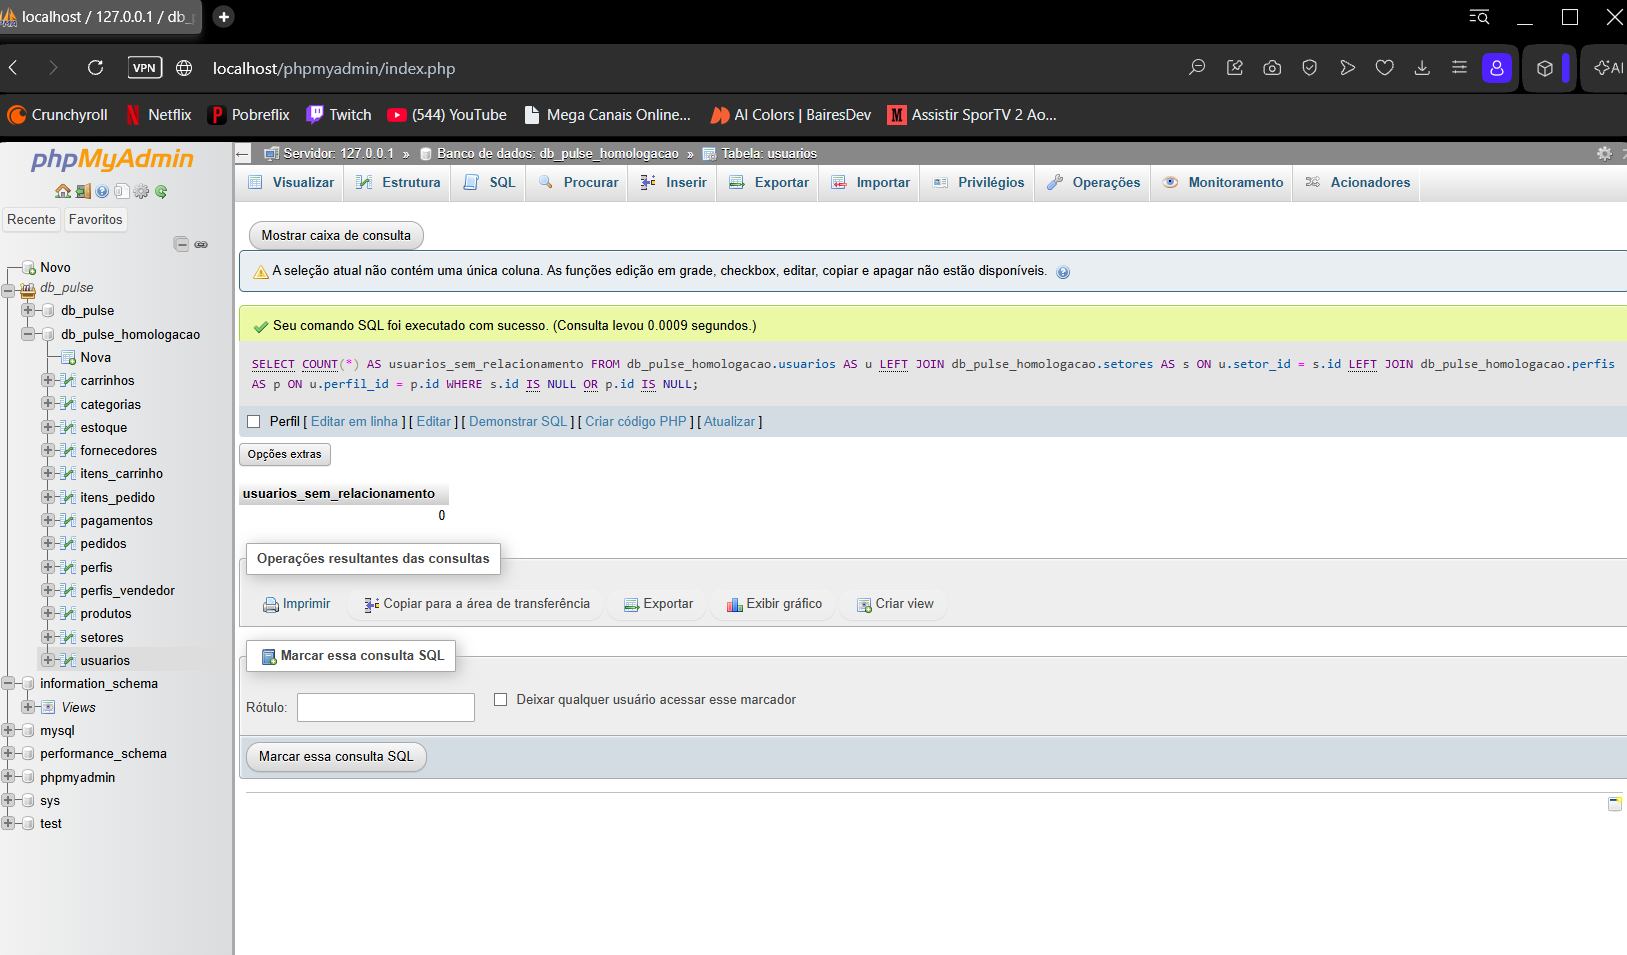 localhost / 127.0.0.1 / db_
VPN
localhost/phpmyadmin/index.php
AI
Crunchyroll
Netflix
Pobreflix
Twitch
(544) YouTube
Mega Canais Online...
AI Colors | BairesDev
Assistir SporTV 2 Ao...
phpMyAdmin
Recente
Favoritos
Novo
db_pulse
db_pulse
db_pulse_homologacao
Nova
carrinhos
categorias
estoque
fornecedores
itens_carrinho
itens_pedido
pagamentos
pedidos
perfis
perfis_vendedor
produtos
setores
usuarios
information_schema
Views
mysql
performance_schema
phpmyadmin
sys
test
Servidor: 127.0.0.1 » Banco de dados: db_pulse_homologacao » Tabela: usuarios
Visualizar
Estrutura
SQL
Procurar
Inserir
Exportar
Importar
Privilégios
Operações
Monitoramento
Acionadores
Mostrar caixa de consulta
A seleção atual não contém uma única coluna. As funções edição em grade, checkbox, editar, copiar e apagar não estão disponíveis.
Seu comando SQL foi executado com sucesso. (Consulta levou 0.0009 segundos.)
SELECT COUNT(*) AS usuarios_sem_relacionamento FROM db_pulse_homologacao.usuarios AS u LEFT JOIN db_pulse_homologacao.setores AS s ON u.setor_id = s.id LEFT JOIN db_pulse_homologacao.perfis
AS p ON u.perfil_id = p.id WHERE s.id IS NULL OR p.id IS NULL;
Perfil [ Editar em linha ] [ Editar ] [ Demonstrar SQL ] [ Criar código PHP ] [ Atualizar ]
Opções extras
usuarios_sem_relacionamento
0
Operações resultantes das consultas
Imprimir
Copiar para a área de transferência
Exportar
Exibir gráfico
Criar view
Marcar essa consulta SQL
Rótulo:
Deixar qualquer usuário acessar esse marcador
Marcar essa consulta SQL